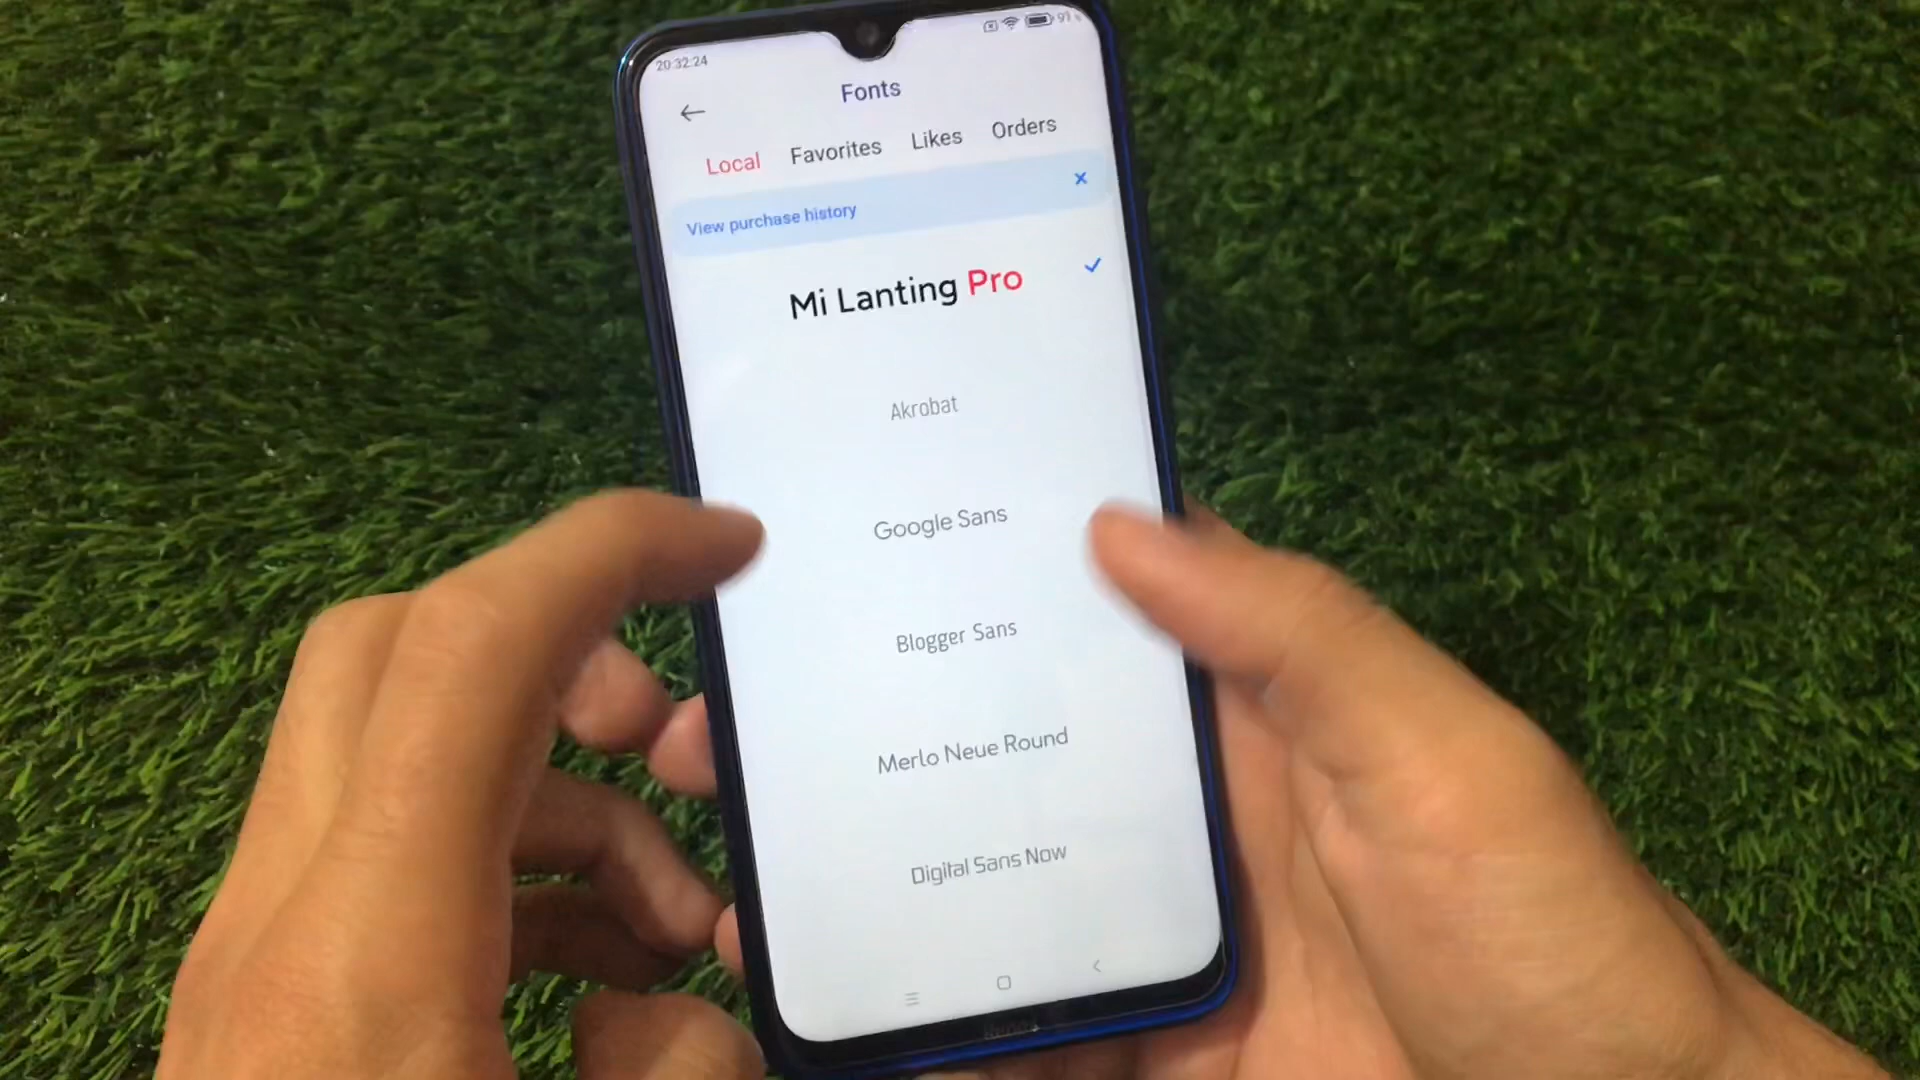 20:32:24
Fonts
Local Favorites Likes Orders
View purchase history
Mi Lanting Pro
Akrobat
Google Sans
Blogger Sans
Merlo Neue Round
Digital Sans Now